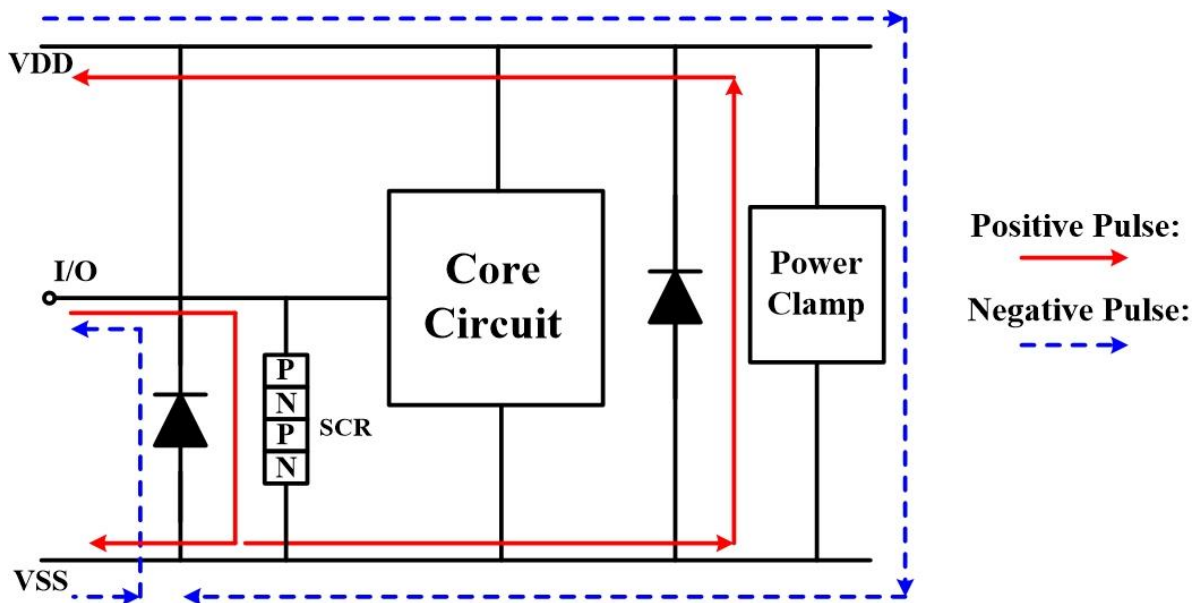 VDD
I/O
Core
Circuit
Power
Clamp
P
N
P
N
SCR
VSS
Positive Pulse:
Negative Pulse: